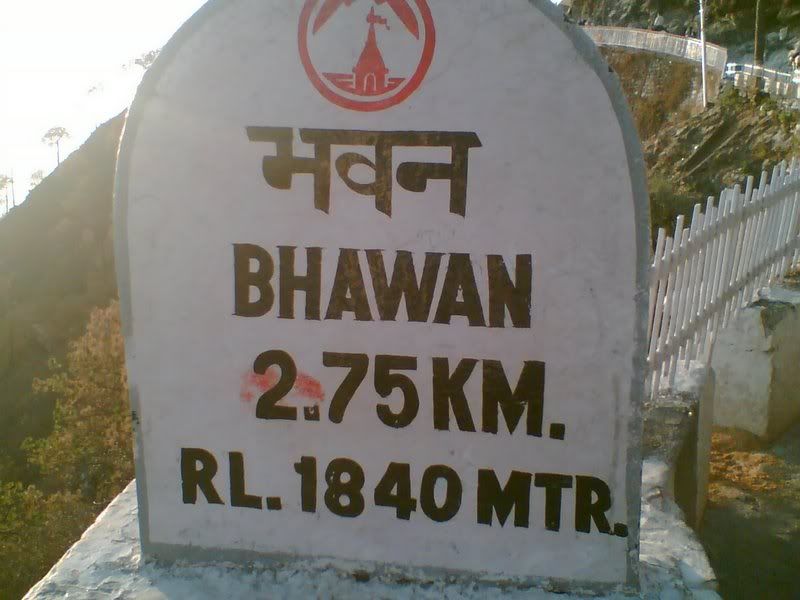 भवन
BHAWAN
2.75 KM.
RL. 1840 MTR.